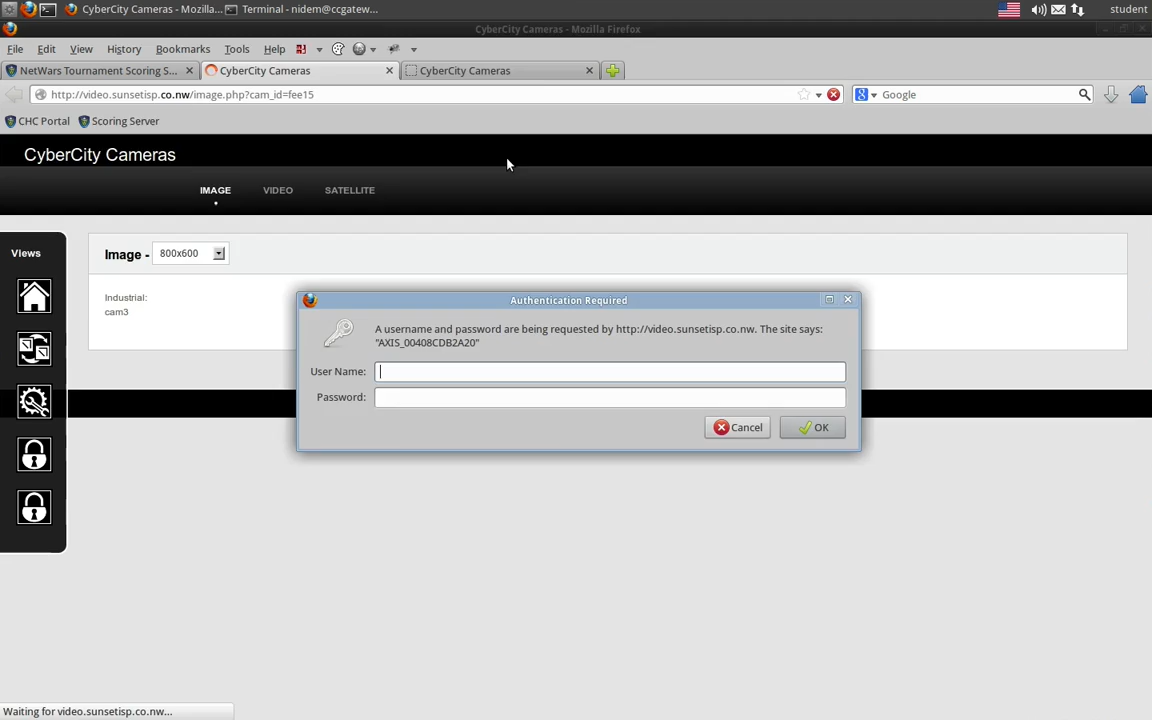 CyberCity Cameras - Mozilla... Terminal - nidem@ccgatew... student
CyberCity Cameras - Mozilla Firefox
File Edit View History Bookmarks Tools Help
NetWars Tournament Scoring S... CyberCity Cameras CyberCity Cameras
http://video.sunsetisp.co.nw/image.php?cam_id=fee15 Google
CHC Portal Scoring Server
CyberCity Cameras
IMAGE VIDEO SATELLITE
Views
Image - 800x600
Industrial:
cam3
Authentication Required
A username and password are being requested by http://video.sunsetisp.co.nw. The site says:
"AXIS_00408CDB2A20"
User Name:
Password:
Cancel OK
Waiting for video.sunsetisp.co.nw...